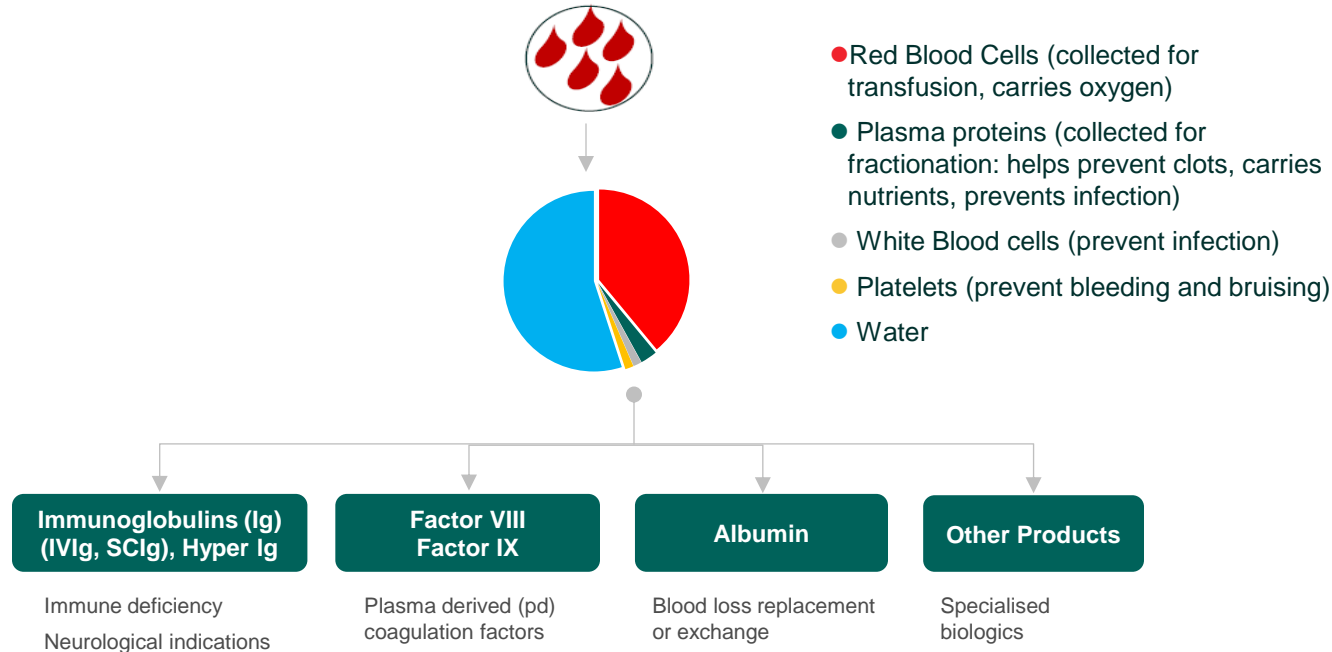 Red Blood Cells (collected for
transfusion, carries oxygen)
Plasma proteins (collected for
fractionation: helps prevent clots, carries
nutrients, prevents infection)
White Blood cells (prevent infection)
Platelets (prevent bleeding and bruising)
Water
Immunoglobulins (Ig)
(IVIg, SCIg), Hyper Ig
Immune deficiency
Neurological indications
Factor VIII
Factor IX
Plasma derived (pd)
coagulation factors
Albumin
Blood loss replacement
or exchange
Other Products
Specialised
biologics